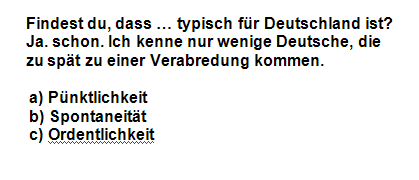 Findest du, dass ... typisch für Deutschland ist?
Ja. schon. Ich kenne nur wenige Deutsche, die
zu spät zu einer Verabredung kommen.
a) Pünktlichkeit
b) Spontaneität
c) Ordentlichkeit